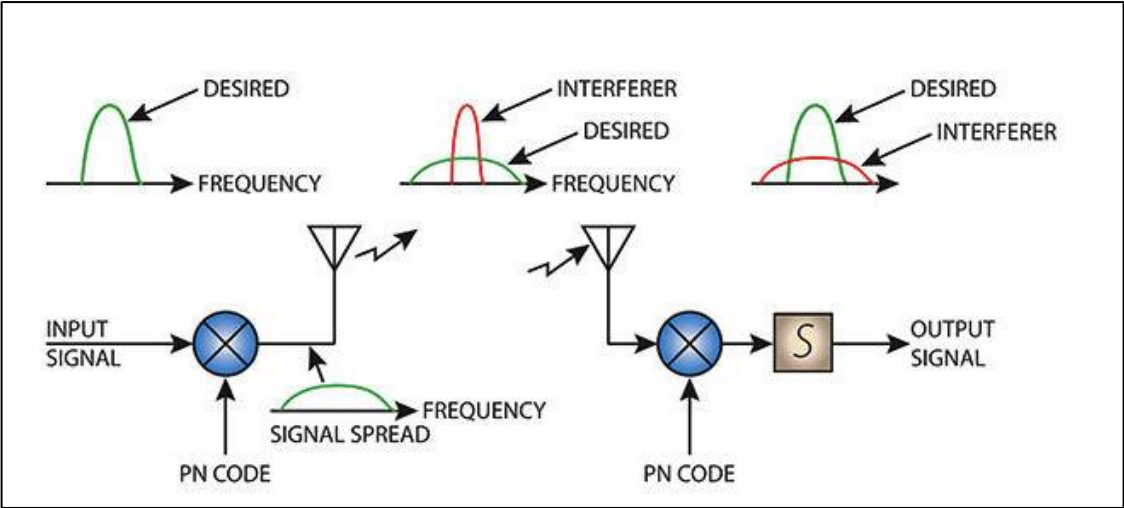 DESIRED
FREQUENCY
INTERFERER
DESIRED
FREQUENCY
DESIRED
INTERFERER
INPUT
SIGNAL
PN CODE
FREQUENCY
SIGNAL SPREAD
PN CODE
S
OUTPUT
SIGNAL